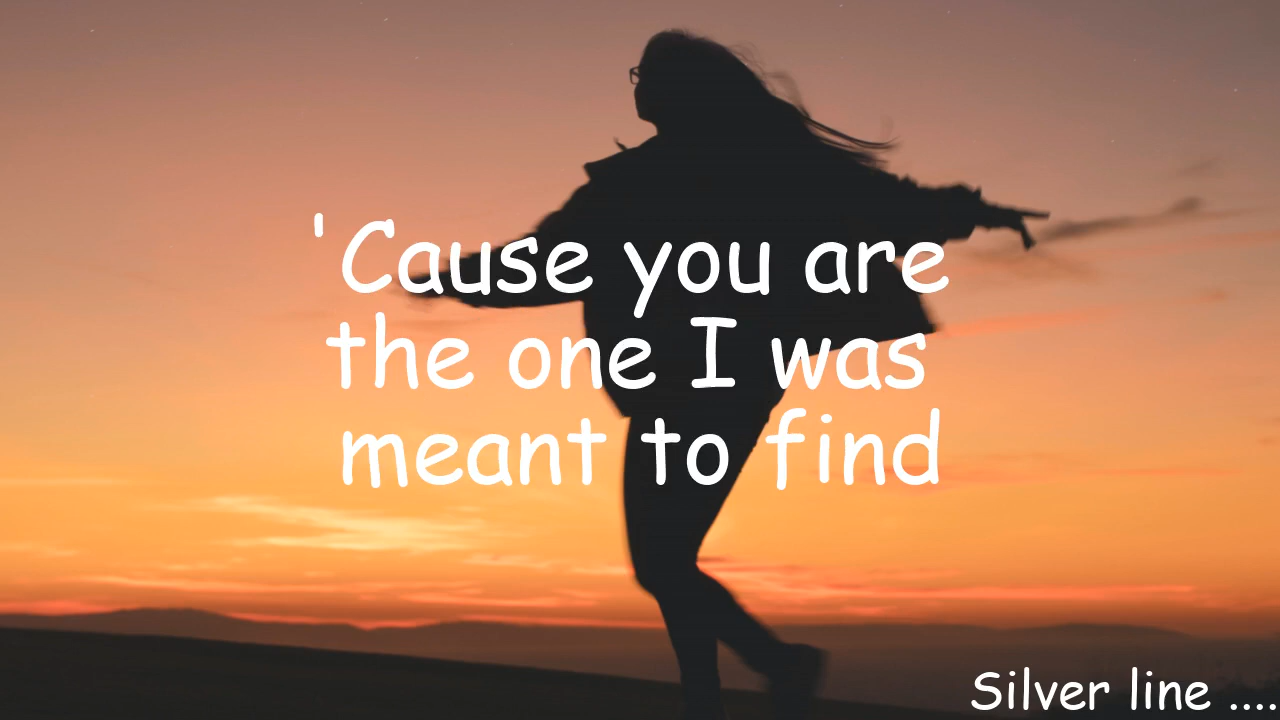 'Cause you are
the one I was
meant to find
Silver line ....